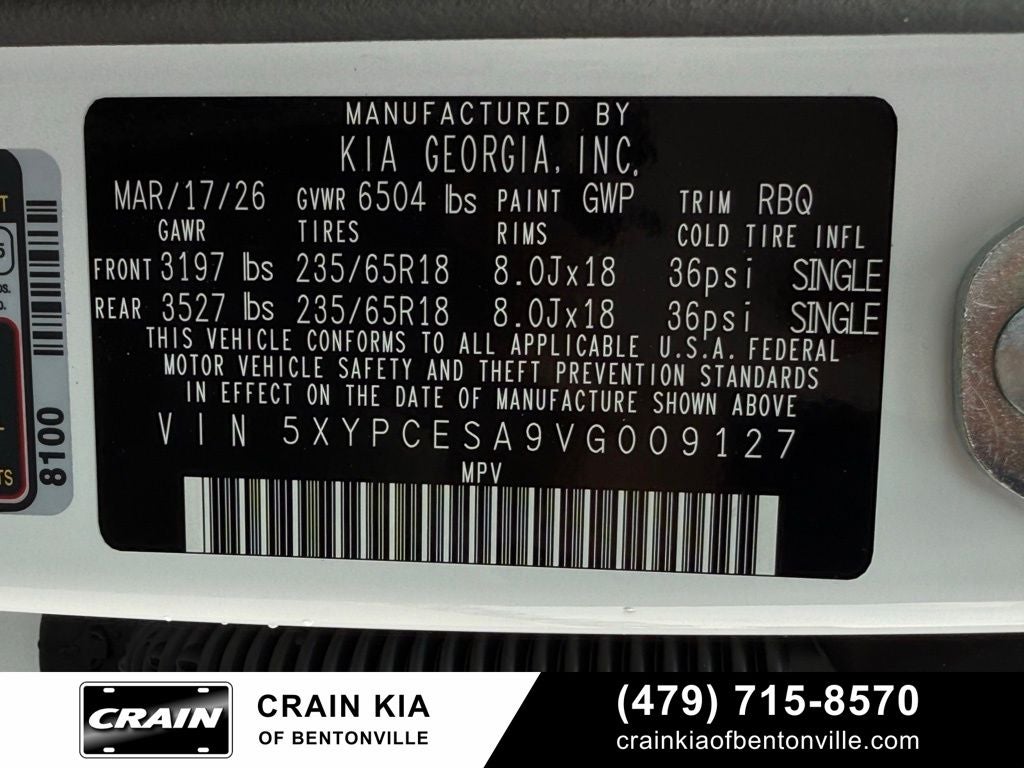 MANUFACTURED BY
KIA GEORGIA, INC.
MAR/17/26 GVWR 6504 lbs PAINT GWP TRIM RBQ
GAWR TIRES RIMS COLD TIRE INFL
FRONT 3197 lbs 235/65R18 8.0Jx18 36psi SINGLE
REAR 3527 lbs 235/65R18 8.0Jx18 36psi SINGLE
THIS VEHICLE CONFORMS TO ALL APPLICABLE U.S.A. FEDERAL
MOTOR VEHICLE SAFETY AND THEFT PREVENTION STANDARDS
IN EFFECT ON THE DATE OF MANUFACTURE SHOWN ABOVE
VIN 5XYPCESA9VG009127
MPV
8100
CRAIN
CRAIN KIA
OF BENTONVILLE
(479) 715-8570
crainkiaofbentonville.com